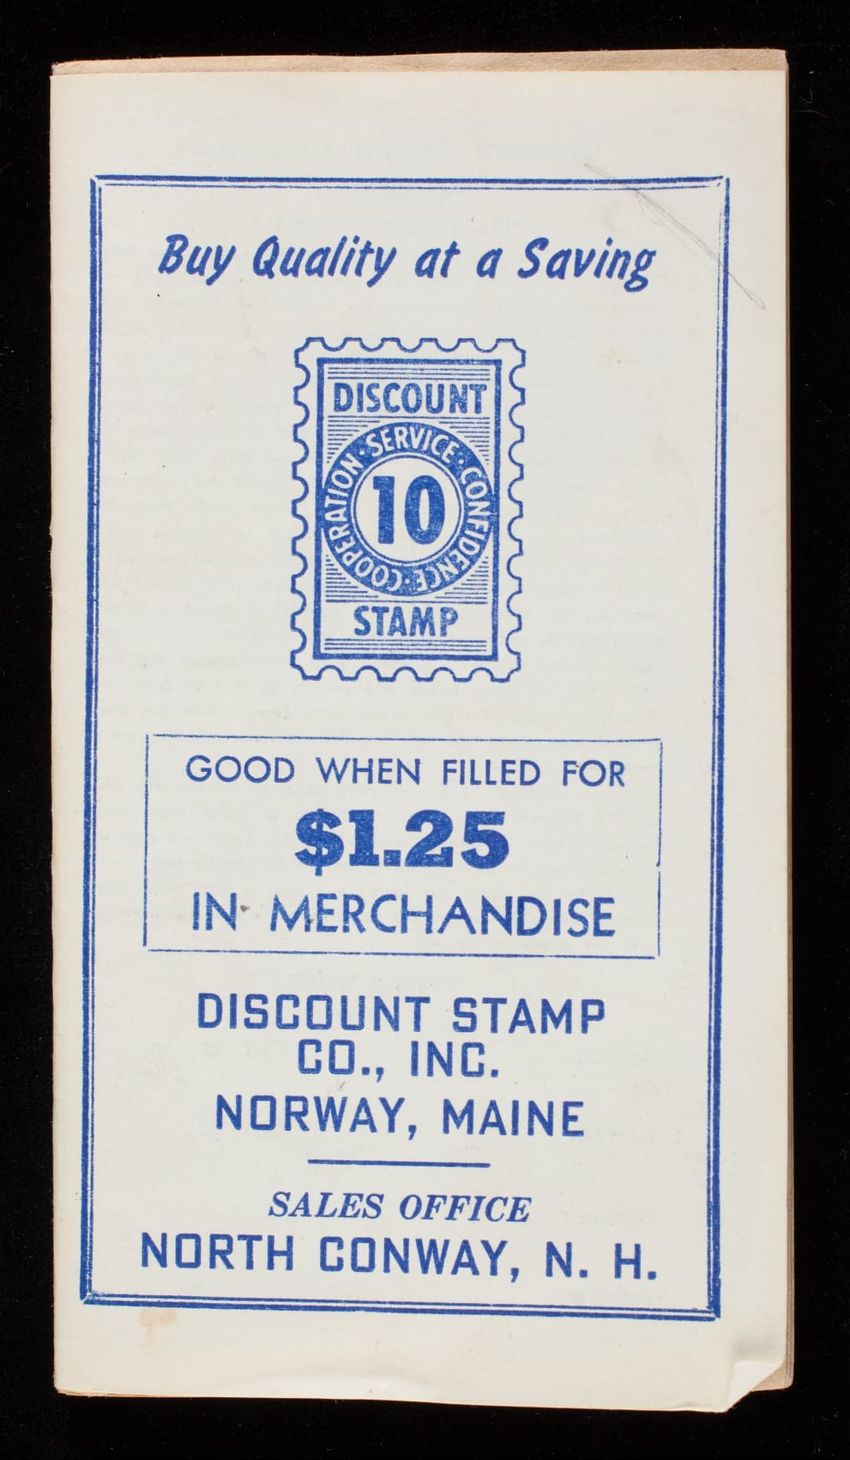 Buy Quality at a Saving
DISCOUNT
COOPERATION · SERVICE · CONFIDENCE ·
10
STAMP
GOOD WHEN FILLED FOR
$1.25
IN MERCHANDISE
DISCOUNT STAMP
CO., INC.
NORWAY, MAINE
SALES OFFICE
NORTH CONWAY, N. H.